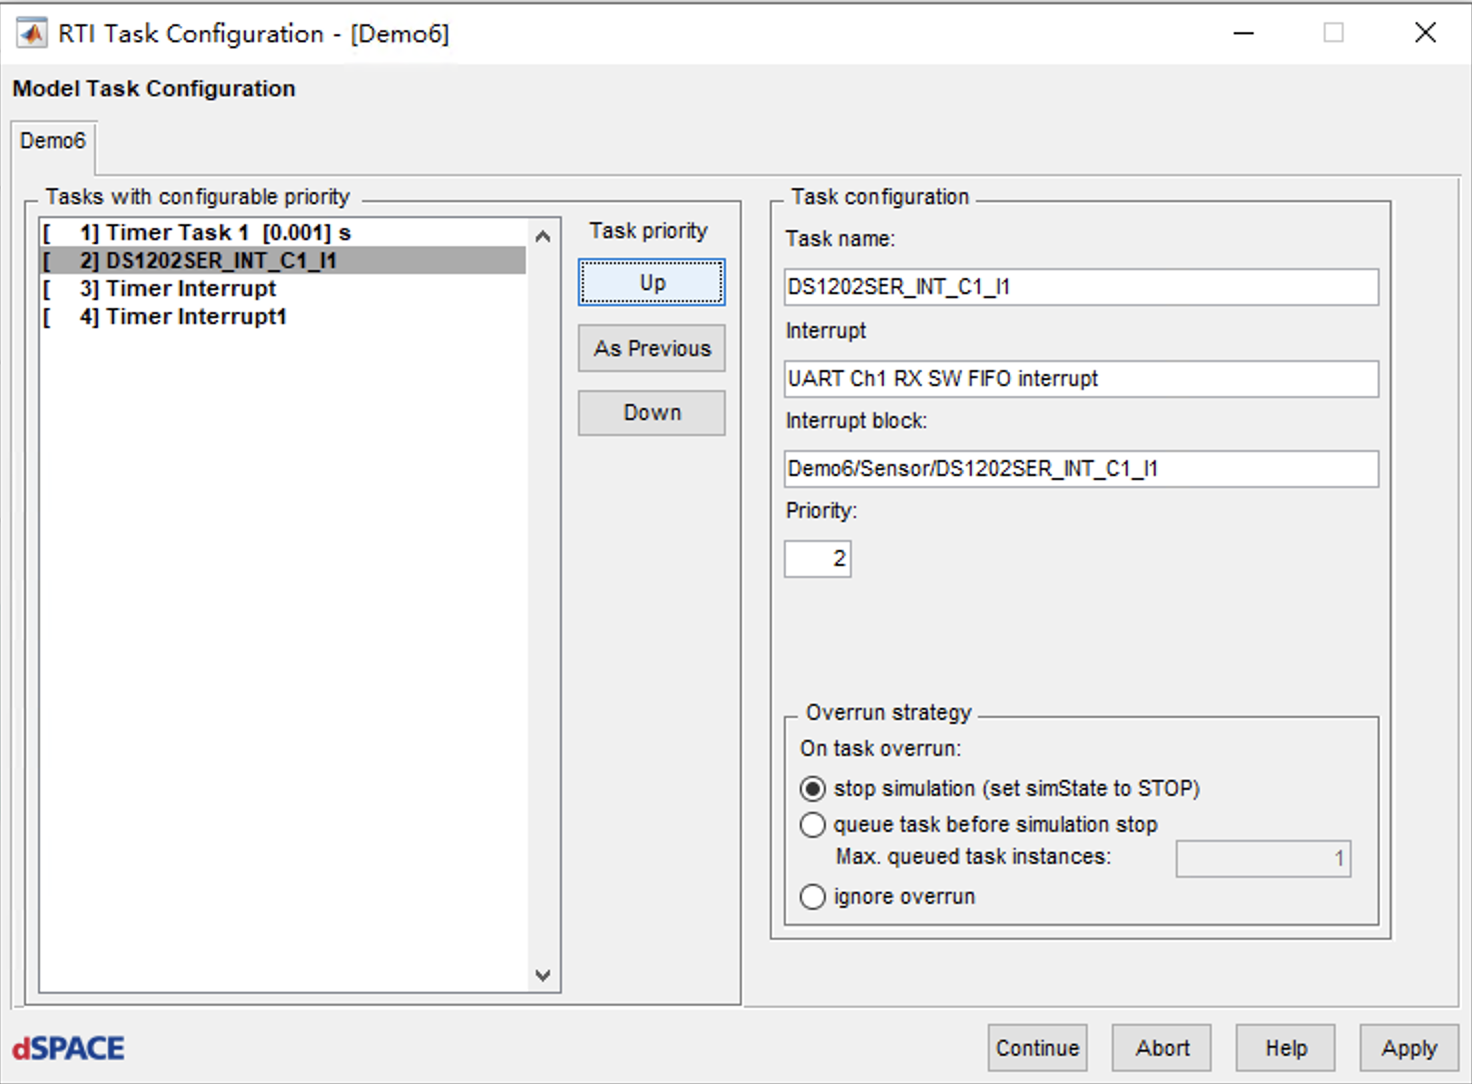 RTI Task Configuration - [Demo6]
Model Task Configuration
Demo6
Tasks with configurable priority
[ 1] Timer Task 1 [0.001] s
[ 2] DS1202SER_INT_C1_I1
[ 3] Timer Interrupt
[ 4] Timer Interrupt1
Task priority
Up
As Previous
Down
Task configuration
Task name:
DS1202SER_INT_C1_I1
Interrupt
UART Ch1 RX SW FIFO interrupt
Interrupt block:
Demo6/Sensor/DS1202SER_INT_C1_I1
Priority:
2
Overrun strategy
On task overrun:
stop simulation (set simState to STOP)
queue task before simulation stop
Max. queued task instances:
1
ignore overrun
dSPACE
Continue
Abort
Help
Apply